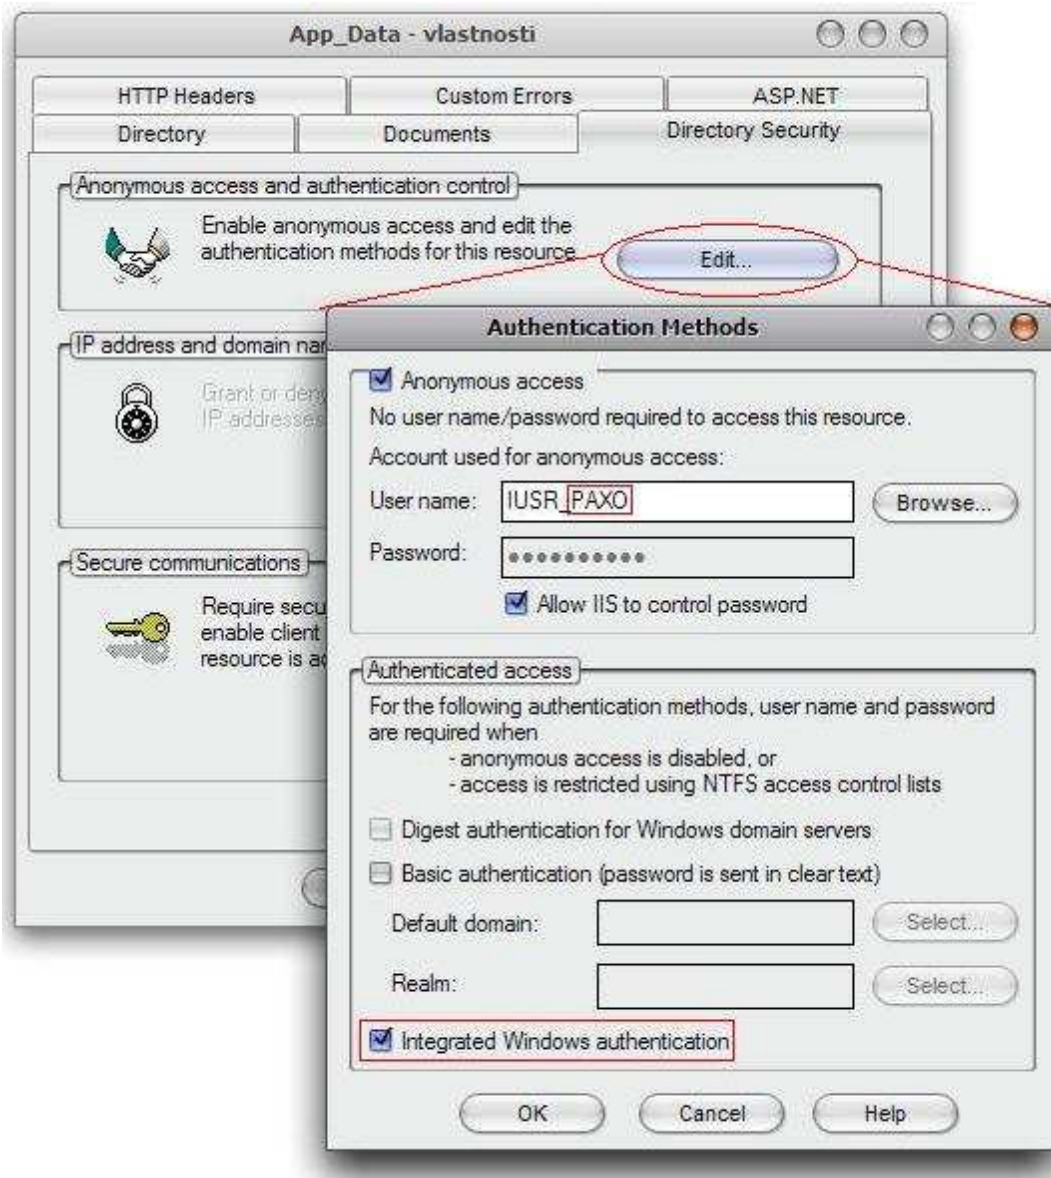 App_Data - vlastnosti
HTTP Headers
Custom Errors
ASP.NET
Directory
Documents
Directory Security
Anonymous access and authentication control
Enable anonymous access and edit the
authentication methods for this resource.
Edit...
IP address and domain
Grant or
IP addresses
Secure communications
Require
enable client
resource is
Authentication Methods
Anonymous access
No user name/password required to access this resource.
Account used for anonymous access:
User name:
IUSR_PAXO
Browse...
Password:
Allow IIS to control password
Authenticated access
For the following authentication methods, user name and password
are required when
- anonymous access is disabled, or
- access is restricted using NTFS access control lists
Digest authentication for Windows domain servers
Basic authentication (password is sent in clear text)
Default domain:
Select...
Realm:
Select...
Integrated Windows authentication
OK
Cancel
Help